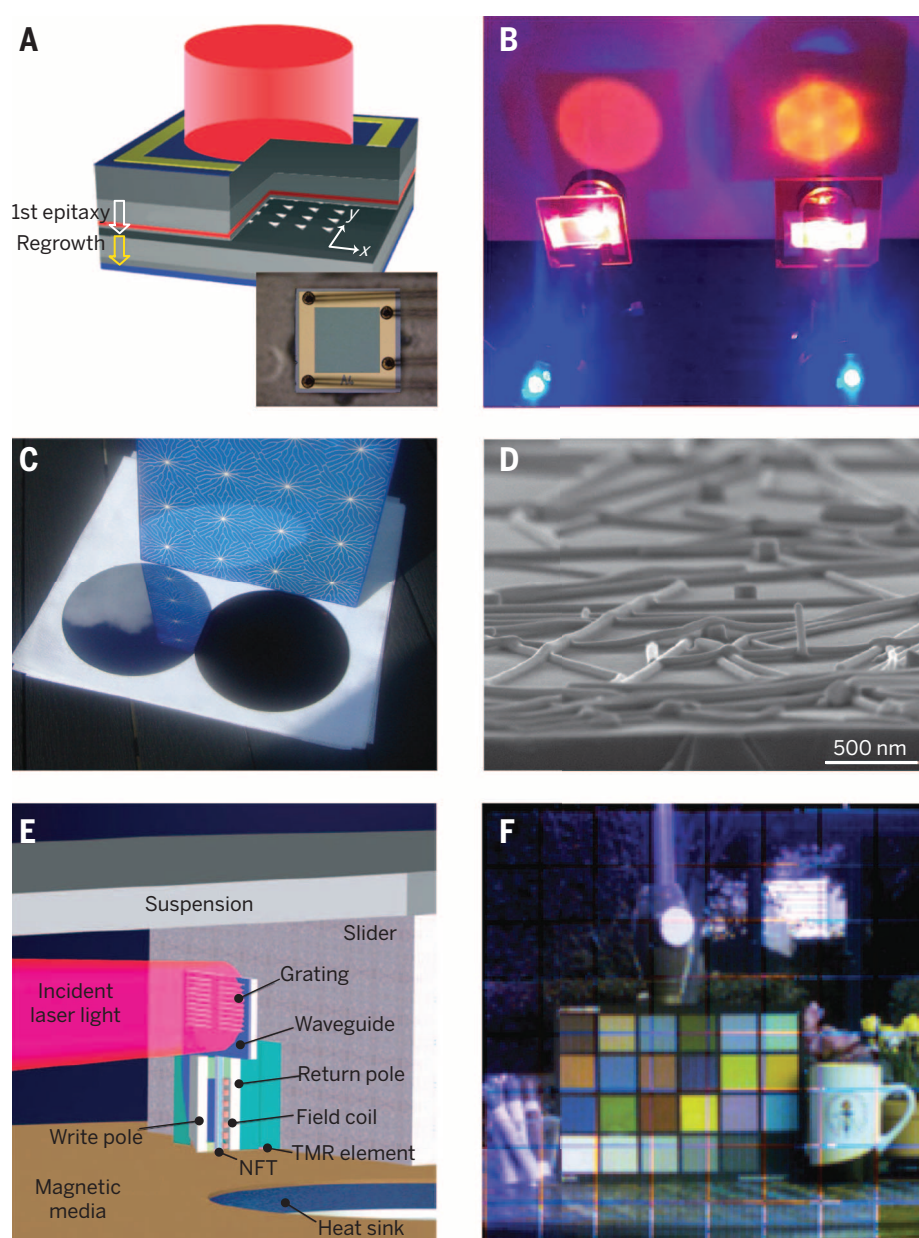 A
1st epitaxy
Regrowth
y
x
B
C
D
500 nm
E
Suspension
Slider
Grating
Incident
laser light
Waveguide
Return pole
Field coil
Write pole
TMR element
NFT
Magnetic
media
Heat sink
F